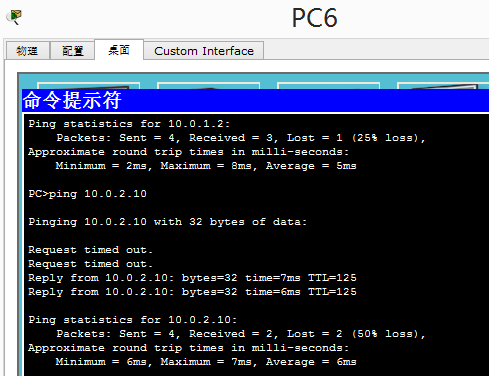 PC6
物理 配置 桌面 Custom Interface
命令提示符
Ping statistics for 10.0.1.2:
Packets: Sent = 4, Received = 3, Lost = 1 (25% loss),
Approximate round trip times in milli-seconds:
Minimum = 2ms, Maximum = 8ms, Average = 5ms
PC>ping 10.0.2.10
Pinging 10.0.2.10 with 32 bytes of data:
Request timed out.
Request timed out.
Reply from 10.0.2.10: bytes=32 time=7ms TTL=125
Reply from 10.0.2.10: bytes=32 time=6ms TTL=125
Ping statistics for 10.0.2.10:
Packets: Sent = 4, Received = 2, Lost = 2 (50% loss),
Approximate round trip times in milli-seconds:
Minimum = 6ms, Maximum = 7ms, Average = 6ms